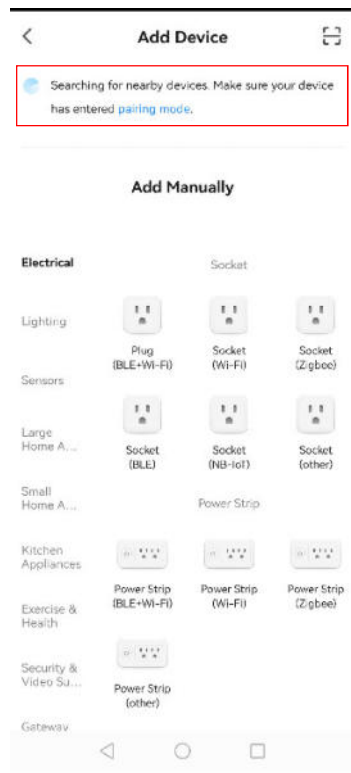 Add Device
Searching for nearby devices. Make sure your device
has entered pairing mode.
Add Manually
Electrical
Socket
Lighting
Plug
(BLE+Wi-Fi)
Socket
(Wi-Fi)
Socket
(Zigbee)
Sensors
Large
Home A...
Socket
(BLE)
Socket
(NB-IoT)
Socket
(other)
Small
Home A...
Power Strip
Kitchen
Appliances
Power Strip
(BLE+Wi-Fi)
Power Strip
(Wi-Fi)
Power Strip
(Zigbee)
Exercise &
Health
Security &
Video Su...
Power Strip
(other)
Gateway